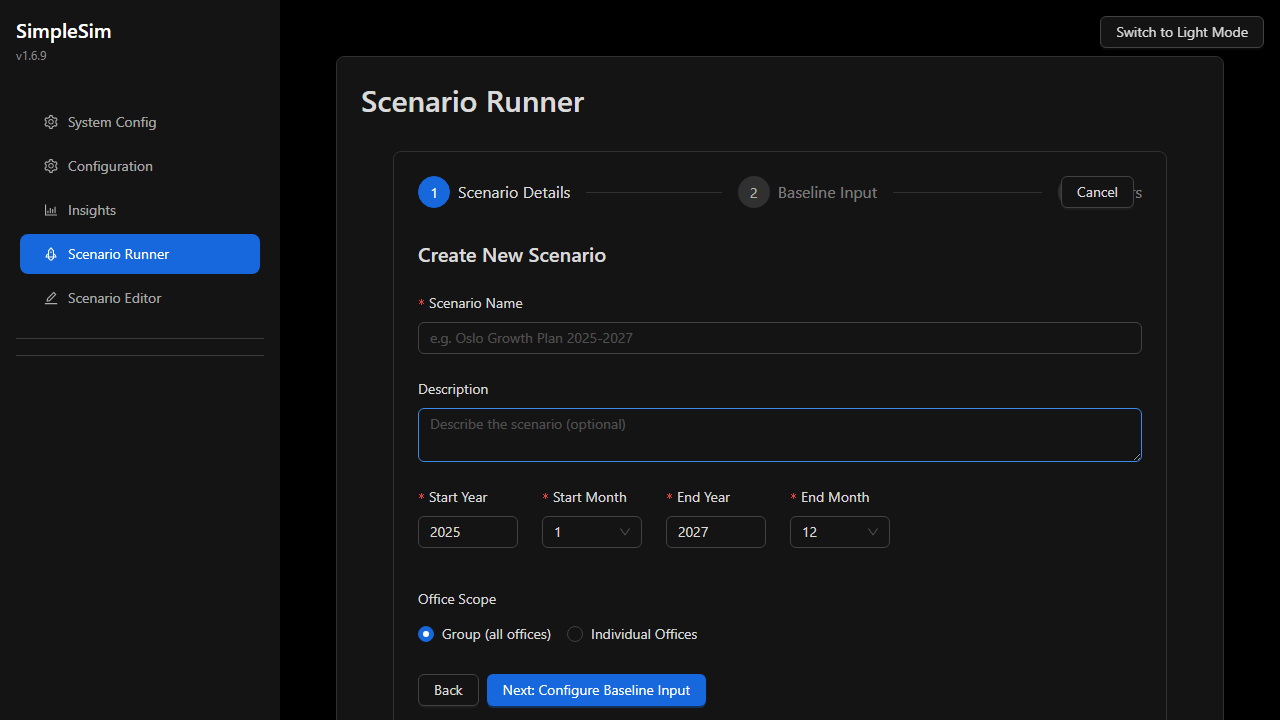 SimpleSim
v1.6.9
Switch to Light Mode
System Config
Configuration
Insights
Scenario Runner
Scenario Editor
Scenario Runner
1 Scenario Details
2 Baseline Input
Cancel
Create New Scenario
* Scenario Name
e.g. Oslo Growth Plan 2025-2027
Description
Describe the scenario (optional)
* Start Year * Start Month * End Year * End Month
2025 1 2027 12
Office Scope
Group (all offices) Individual Offices
Back Next: Configure Baseline Input